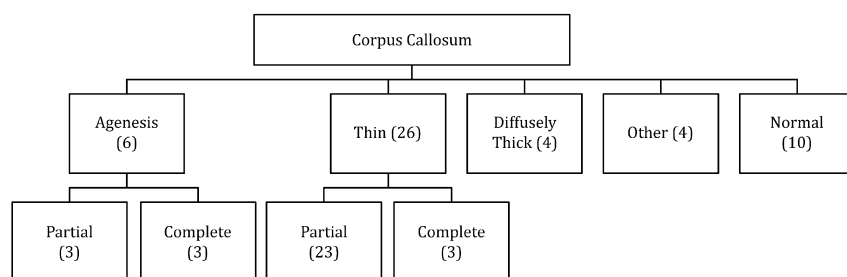 Corpus Callosum
Agenesis
(6)
Thin (26)
Diffusely
Thick (4)
Other (4)
Normal
(10)
Partial
(3)
Complete
(3)
Partial
(23)
Complete
(3)